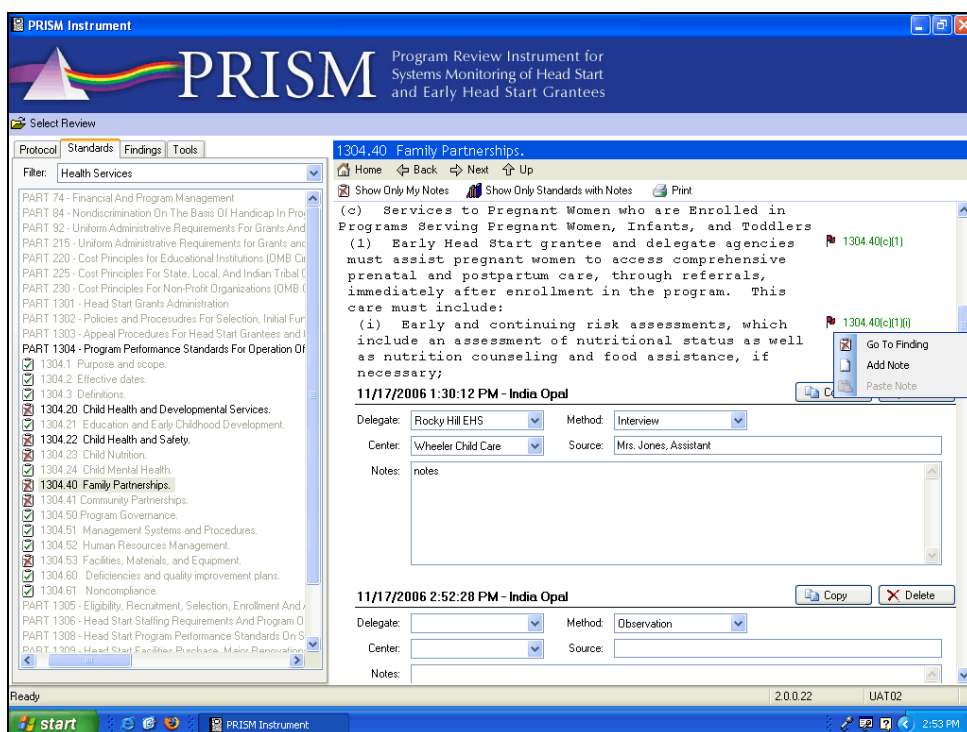 PRISM Instrument
PRISM
Program Review Instrument for
Systems Monitoring of Head Start
and Early Head Start Grantees
Select Review
Protocol Standards Findings Tools
Filter: Health Services
PART 74 - Financial And Program Management
PART 84 - Nondiscrimination On The Basis Of Handicap In Pro
PART 92 - Uniform Administrative Requirements For Grants And
PART 215 - Uniform Administrative Requirements for Grants and
PART 220 - Cost Principles for Educational Institutions (OMB Ci
PART 225 - Cost Principles For State, Local, And Indian Tribal G
PART 230 - Cost Principles For Non-Profit Organizations (OMB C
PART 1301 - Head Start Grants Administration
PART 1302 - Policies and Procesudres For Selection, Initial Fun
PART 1303 - Appeal Procedures For Head Start Grantees and
PART 1304 - Program Performance Standards For Operation Of
1304.1 Purpose and scope.
1304.2 Effective dates.
1304.3 Definitions.
1304.20 Child Health and Developmental Services.
1304.21 Education and Early Childhood Development.
1304.22 Child Health and Safety.
1304.23 Child Nutrition.
1304.24 Child Mental Health.
1304.40 Family Partnerships.
1304.41 Community Partnerships.
1304.50 Program Governance.
1304.51 Management Systems and Procedures.
1304.52 Human Resources Management.
1304.53 Facilities, Materials, and Equipment.
1304.60 Deficiencies and quality improvement plans.
1304.61 Noncompliance.
PART 1305 - Eligibility, Recruitment, Selection, Enrollment And
PART 1306 - Head Start Staffing Requirements And Program O
PART 1308 - Head Start Program Performance Standards On S
PART 1309 - Head Start Facilities Purchase, Major Renovation
1304.40 Family Partnerships.
Home Back Next Up
Show Only My Notes Show Only Standards with Notes Print
(c) Services to Pregnant Women who are Enrolled in
Programs Serving Pregnant Women, Infants, and Toddlers
(1) Early Head Start grantee and delegate agencies 1304.40(c)(1)
must assist pregnant women to access comprehensive
prenatal and postpartum care, through referrals,
immediately after enrollment in the program. This
care must include:
(i) Early and continuing risk assessments, which 1304.40(c)(1)(i)
include an assessment of nutritional status as well
as nutrition counseling and food assistance, if
necessary;
Go To Finding
Add Note
Paste Note
11/17/2006 1:30:12 PM - India Opal Co
Delegate: Rocky Hill EHS Method: Interview
Center: Wheeler Child Care Source: Mrs. Jones, Assistant
Notes: notes
11/17/2006 2:52:28 PM - India Opal Copy Delete
Delegate: Method: Observation
Center: Source:
Notes:
Ready 2.0.0.22 UAT02
start PRISM Instrument 2:53 PM